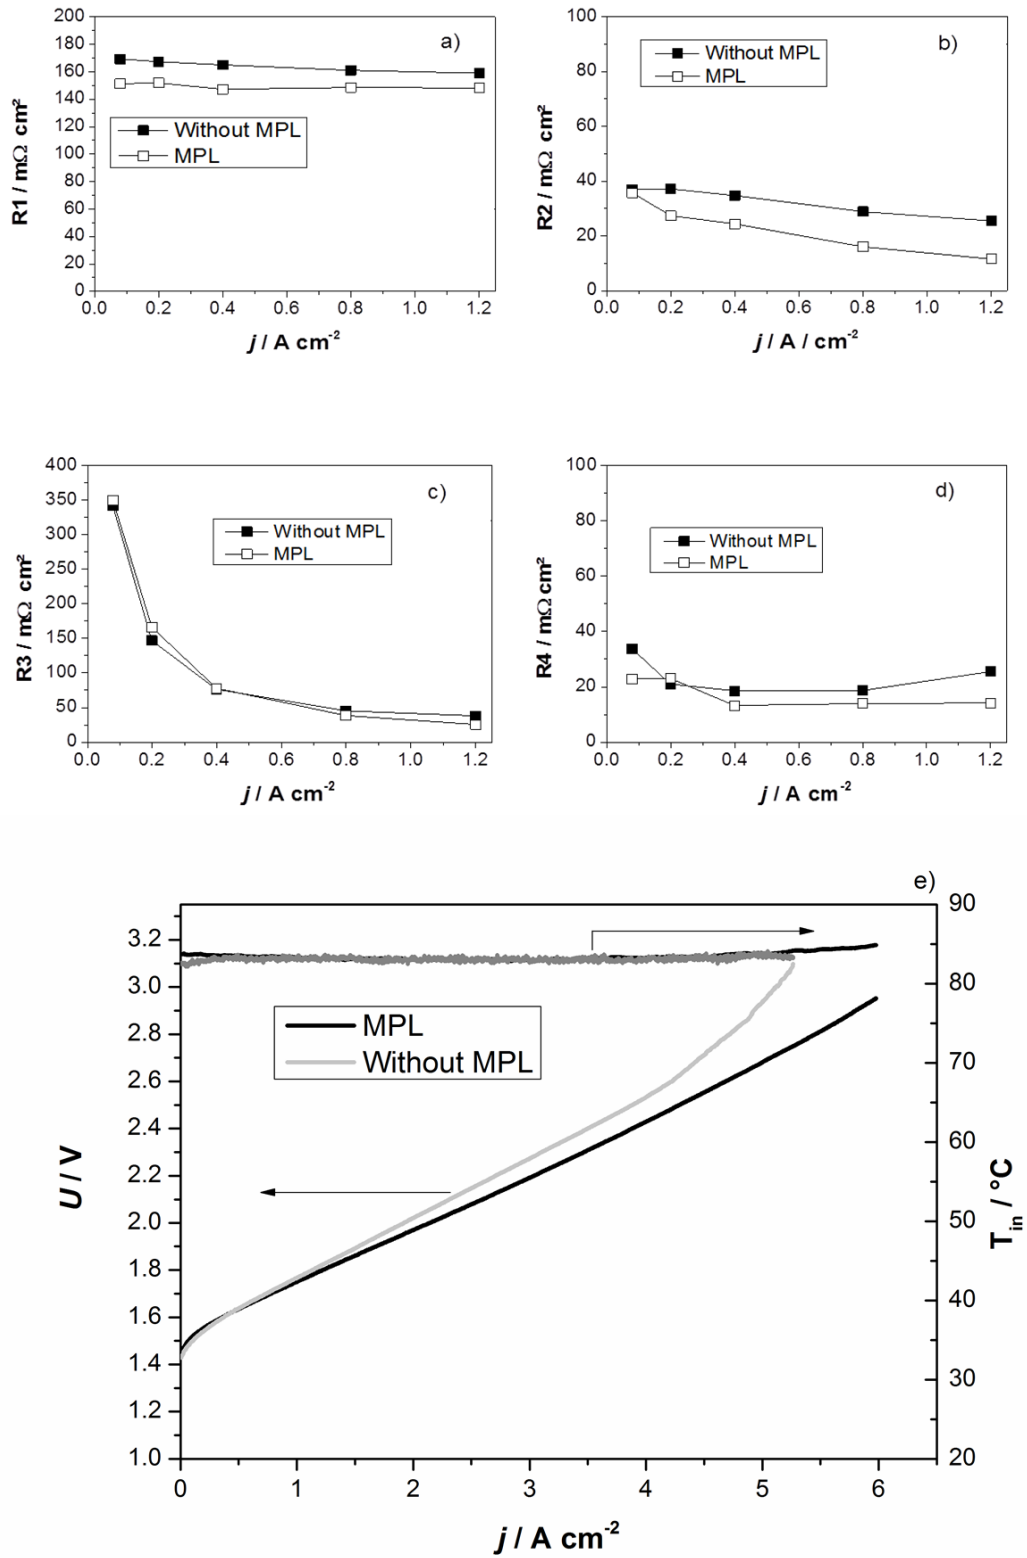 a)
R1 / mΩ cm²
200
180
160
140
120
100
80
60
40
20
0
Without MPL
MPL
0.0 0.2 0.4 0.6 0.8 1.0 1.2
j / A cm⁻²
b)
R2 / mΩ cm²
100
80
60
40
20
0
Without MPL
MPL
0.0 0.2 0.4 0.6 0.8 1.0 1.2
j / A / cm⁻²
c)
R3 / mΩ cm²
400
350
300
250
200
150
100
50
0
Without MPL
MPL
0.0 0.2 0.4 0.6 0.8 1.0 1.2
j / A cm⁻²
d)
R4 / mΩ cm²
100
80
60
40
20
0
Without MPL
MPL
0.0 0.2 0.4 0.6 0.8 1.0 1.2
j / A cm⁻²
e)
U / V
3.2
3.0
2.8
2.6
2.4
2.2
2.0
1.8
1.6
1.4
1.2
1.0
MPL
Without MPL
90
80
70
60
50
40
30
20
T_in / °C
0 1 2 3 4 5 6
j / A cm⁻²